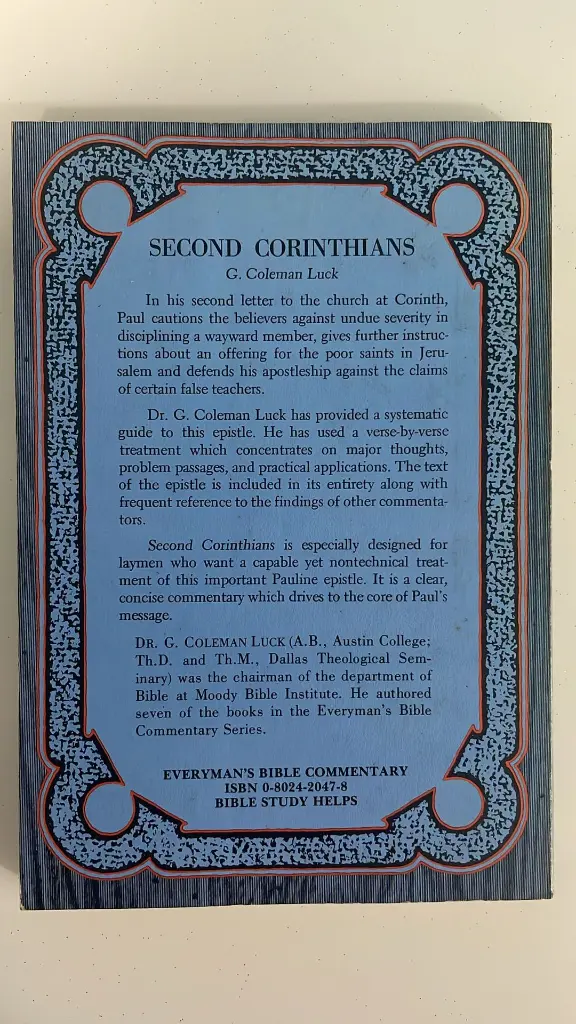 SECOND CORINTHIANS
G. Coleman Luck
In his second letter to the church at Corinth,
Paul cautions the believers against undue severity in
disciplining a wayward member, gives further instruc-
tions about an offering for the poor saints in Jeru-
salem and defends his apostleship against the claims
of certain false teachers.
Dr. G. Coleman Luck has provided a systematic
guide to this epistle. He has used a verse-by-verse
treatment which concentrates on major thoughts,
problem passages, and practical applications. The text
of the epistle is included in its entirety along with
frequent reference to the findings of other commenta-
tors.
Second Corinthians is especially designed for
laymen who want a capable yet nontechnical treat-
ment of this important Pauline epistle. It is a clear,
concise commentary which drives to the core of Paul's
message.
DR. G. COLEMAN LUCK (A.B., Austin College;
Th.D. and Th.M., Dallas Theological Sem-
inary) was the chairman of the department of
Bible at Moody Bible Institute. He authored
seven of the books in the Everyman's Bible
Commentary Series.
EVERYMAN'S BIBLE COMMENTARY
ISBN 0-8024-2047-8
BIBLE STUDY HELPS